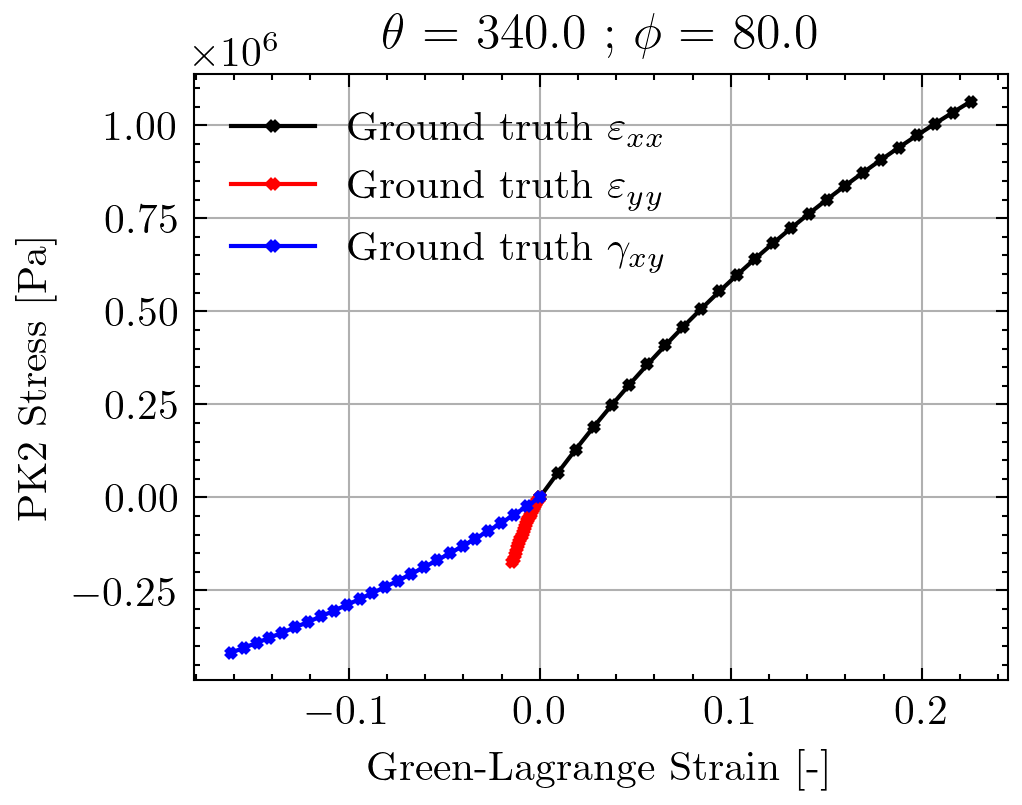 θ = 340.0 ; ϕ = 80.0
×10⁶
Ground truth εₓₓ
Ground truth ε_yy
Ground truth γ_xy
1.00
0.75
0.50
0.25
0.00
−0.25
PK2 Stress [Pa]
−0.1 0.0 0.1 0.2
Green-Lagrange Strain [-]